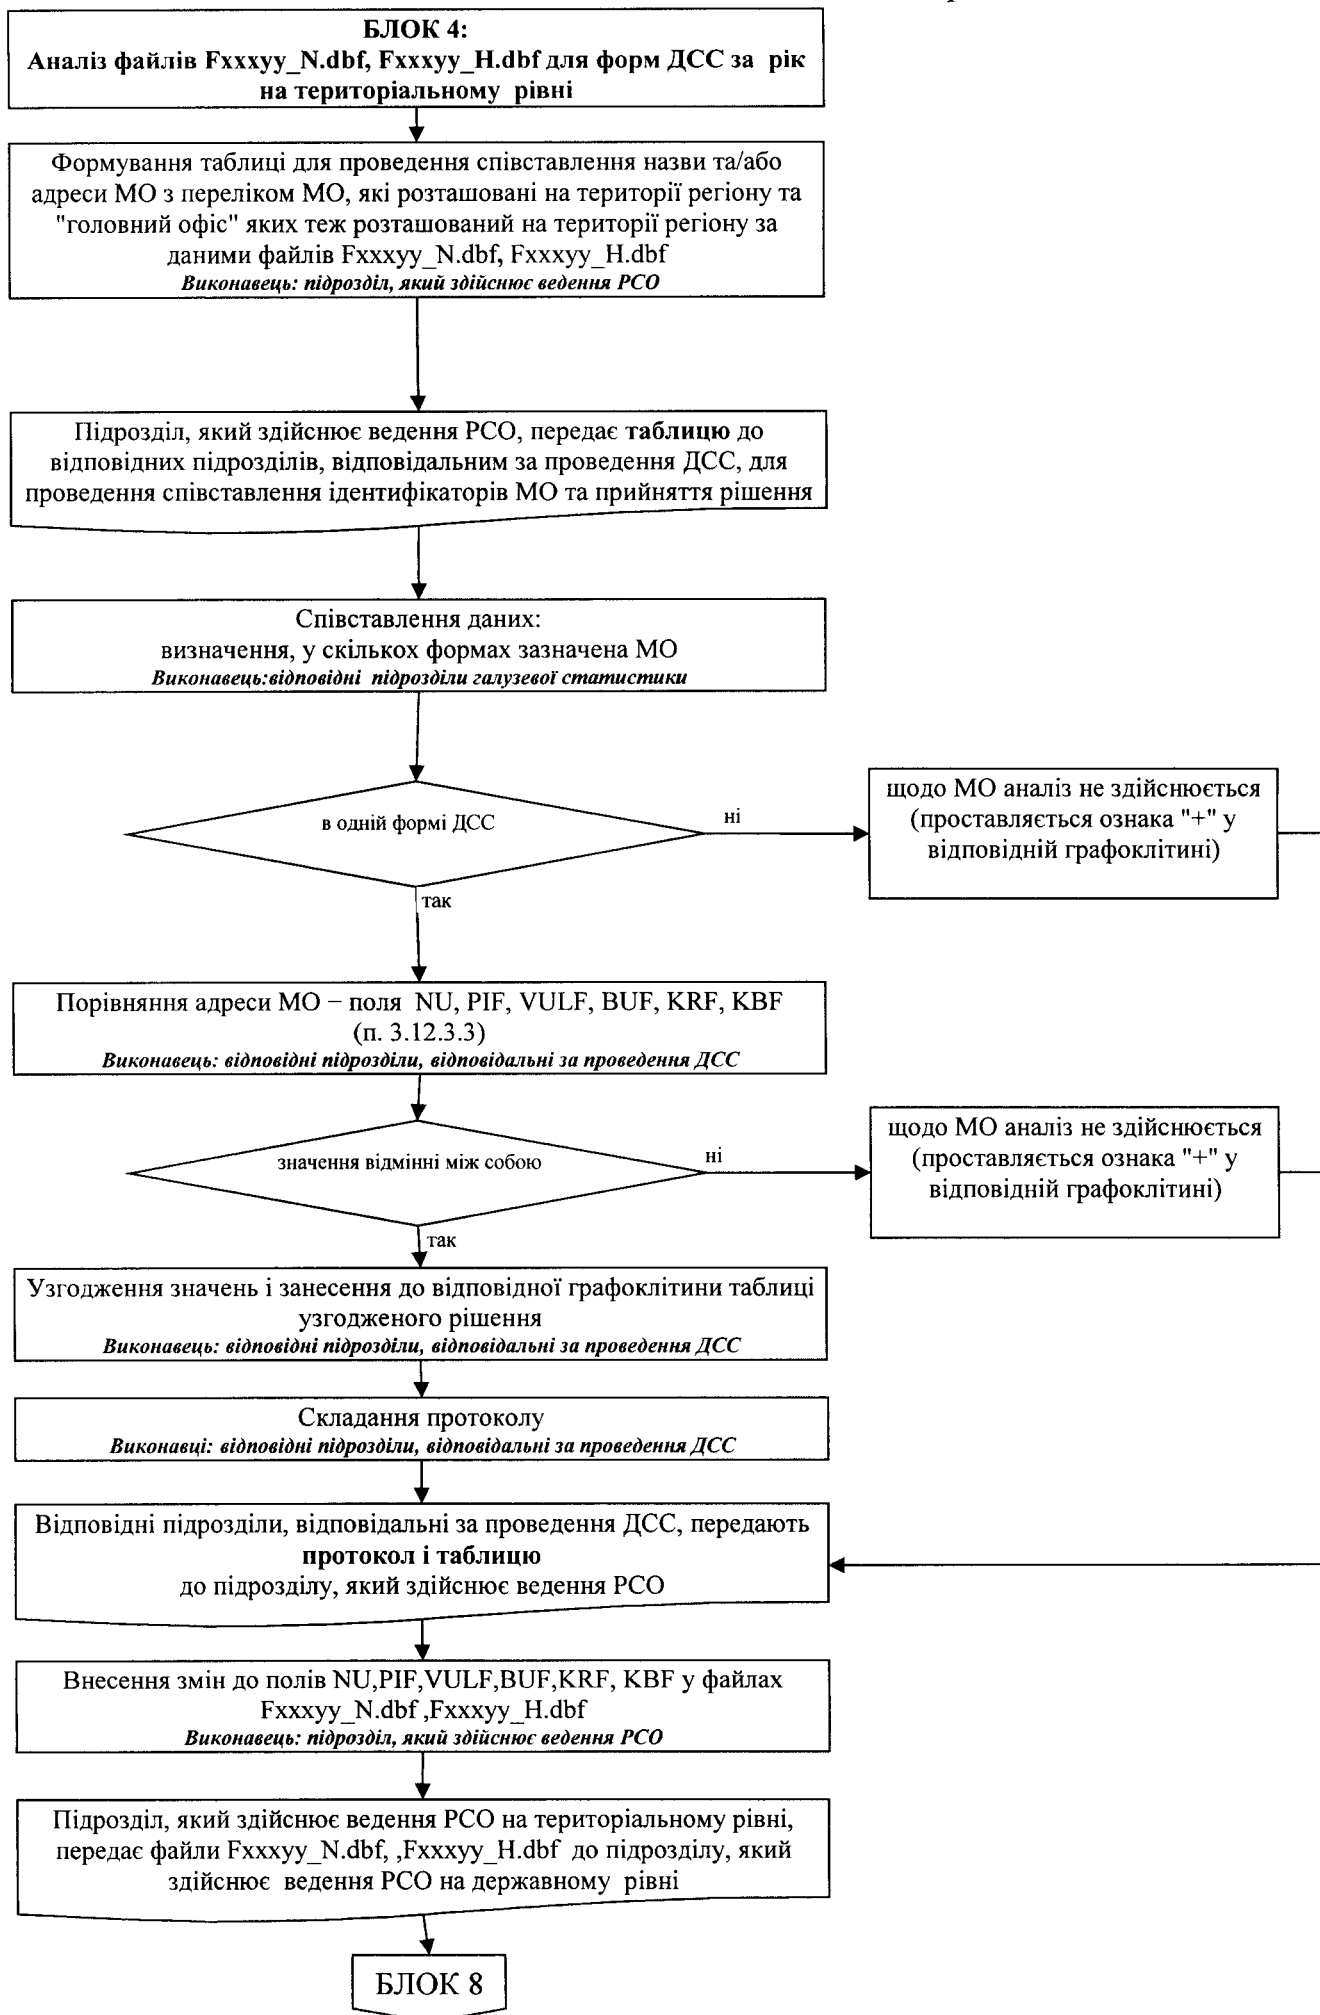 БЛОК 4:
Аналіз файлів Fxxxyy_N.dbf, Fxxxyy_H.dbf для форм ДСС за рік
на територіальному рівні
Формування таблиці для проведення співставлення назви та/або
адреси МО з переліком МО, які розташовані на території регіону та
"головний офіс" яких теж розташований на території регіону за
даними файлів Fxxxyy_N.dbf, Fxxxyy_H.dbf
Виконавець: підрозділ, який здійснює ведення РСО
Підрозділ, який здійснює ведення РСО, передає таблицю до
відповідних підрозділів, відповідальним за проведення ДСС, для
проведення співставлення ідентифікаторів МО та прийняття рішення
Співставлення даних:
визначення, у скількох формах зазначена МО
Виконавець:відповідні підрозділи галузевої статистики
в одній формі ДСС
ні
щодо МО аналіз не здійснюється
(проставляється ознака "+" у
відповідній графоклітині)
так
Порівняння адреси МО − поля NU, PIF, VULF, BUF, KRF, KBF
(п. 3.12.3.3)
Виконавець: відповідні підрозділи, відповідальні за проведення ДСС
значення відмінні між собою
ні
щодо МО аналіз не здійснюється
(проставляється ознака "+" у
відповідній графоклітині)
так
Узгодження значень і занесення до відповідної графоклітини таблиці
узгодженого рішення
Виконавець: відповідні підрозділи, відповідальні за проведення ДСС
Складання протоколу
Виконавці: відповідні підрозділи, відповідальні за проведення ДСС
Відповідні підрозділи, відповідальні за проведення ДСС, передають
протокол і таблицю
до підрозділу, який здійснює ведення РСО
Внесення змін до полів NU,PIF,VULF,BUF,KRF, KBF у файлах
Fxxxyy_N.dbf ,Fxxxyy_H.dbf
Виконавець: підрозділ, який здійснює ведення РСО
Підрозділ, який здійснює ведення РСО на територіальному рівні,
передає файли Fxxxyy_N.dbf, ,Fxxxyy_H.dbf до підрозділу, який
здійснює ведення РСО на державному рівні
БЛОК 8